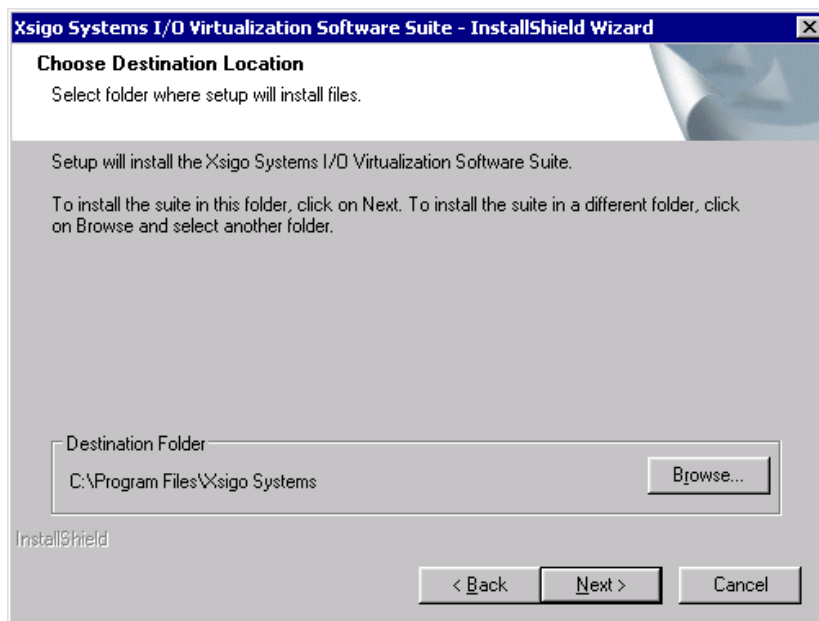 Xsigo Systems I/O Virtualization Software Suite - InstallShield Wizard
Choose Destination Location
Select folder where setup will install files.
Setup will install the Xsigo Systems I/O Virtualization Software Suite.
To install the suite in this folder, click on Next. To install the suite in a different folder, click
on Browse and select another folder.
Destination Folder
C:\Program Files\Xsigo Systems
Browse...
InstallShield
< Back
Next >
Cancel